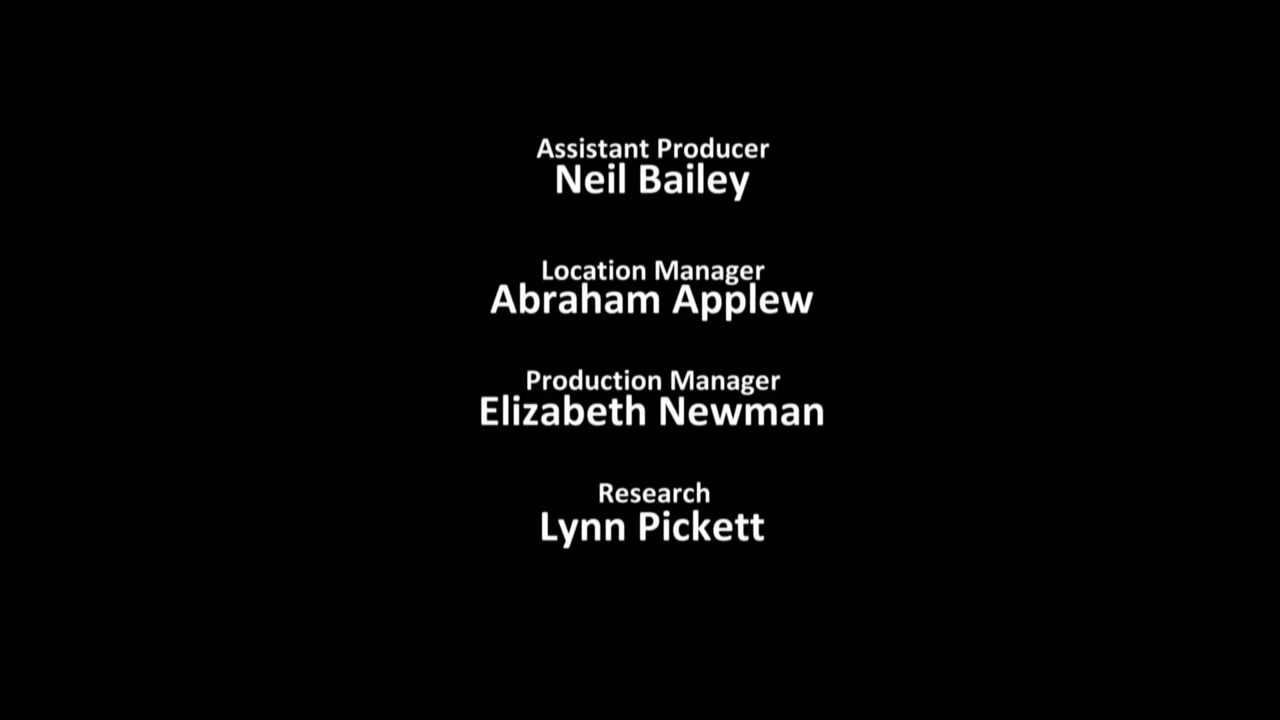 Assistant Producer
Neil Bailey
Location Manager
Abraham Applew
Production Manager
Elizabeth Newman
Research
Lynn Pickett